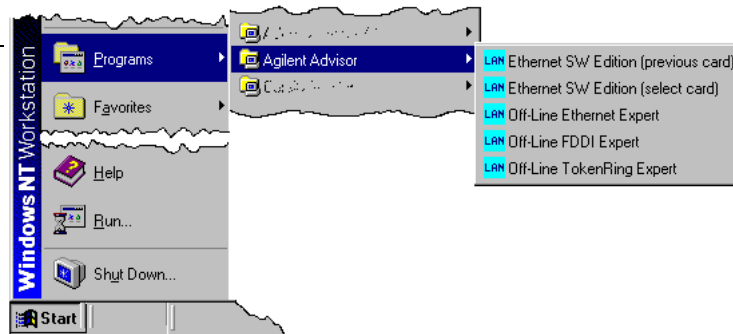 Windows NT Workstation
Programs
Favorites
Help
Run...
Shut Down...
Start
Agilent Advisor
LAN Ethernet SW Edition (previous card)
LAN Ethernet SW Edition (select card)
LAN Off-Line Ethernet Expert
LAN Off-Line FDDI Expert
LAN Off-Line TokenRing Expert